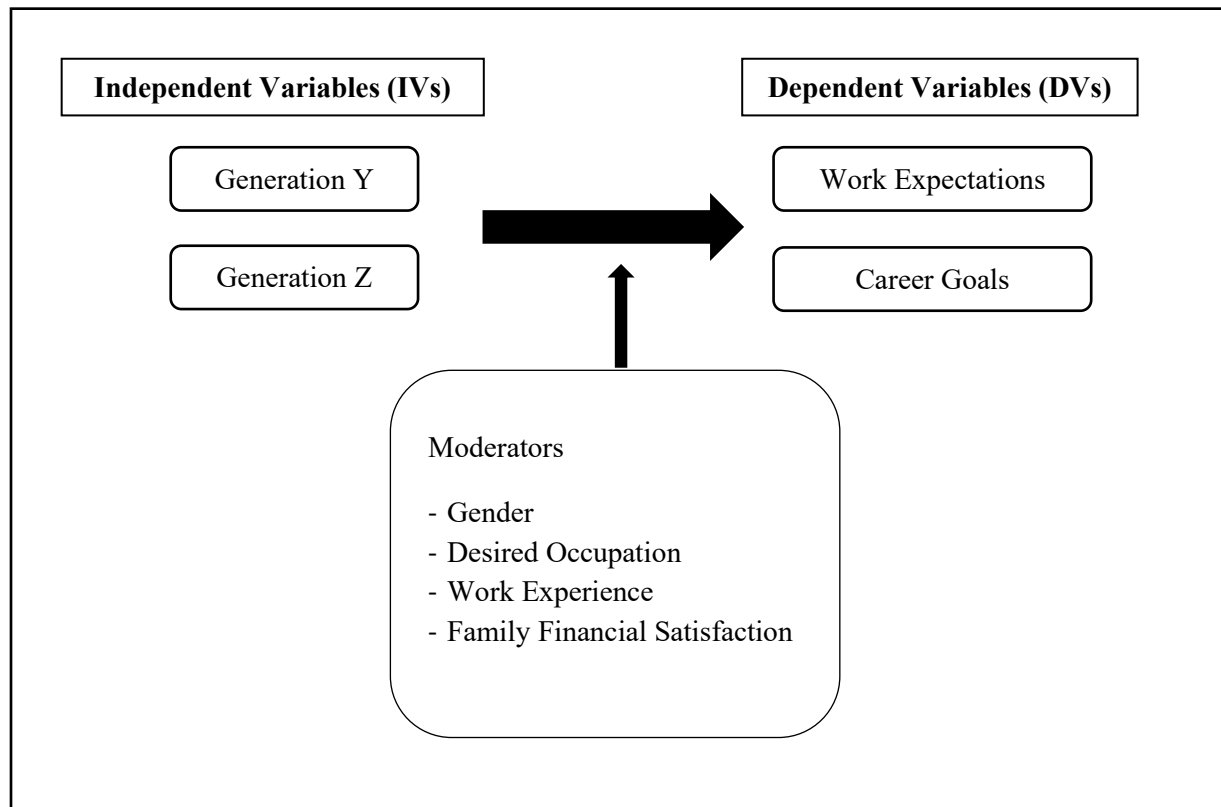 Independent Variables (IVs)
Dependent Variables (DVs)
Generation Y
Work Expectations
Generation Z
Career Goals
Moderators
- Gender
- Desired Occupation
- Work Experience
- Family Financial Satisfaction